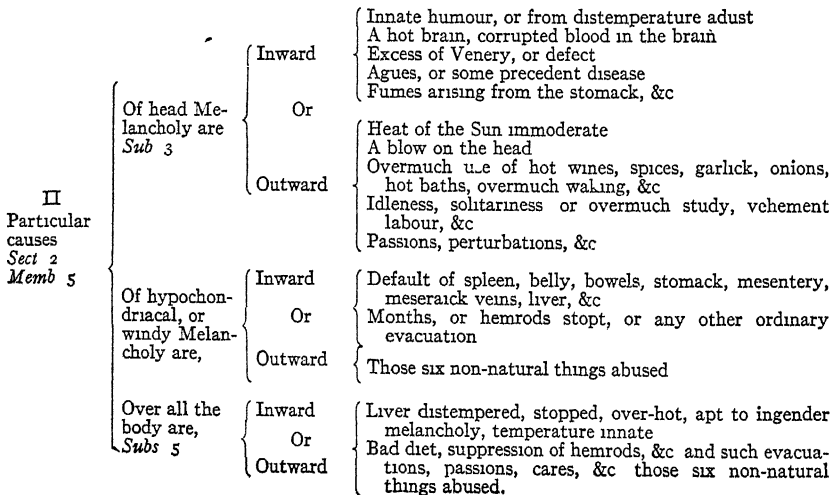 II
Particular
causes
Sect 2
Memb 5
Of head Me-
lancholy are
Sub 3
Inward
Or
Outward
Innate humour, or from distemperature adust
A hot brain, corrupted blood in the brain
Excess of Venery, or defect
Agues, or some precedent disease
Fumes arising from the stomack, &c
Heat of the Sun immoderate
A blow on the head
Overmuch use of hot wines, spices, garlick, onions,
hot baths, overmuch waking, &c
Idleness, solitariness or overmuch study, vehement
labour, &c
Passions, perturbations, &c
Of hypochon-
driacal, or
windy Melan-
choly are,
Inward
Or
Outward
Default of spleen, belly, bowels, stomack, mesentery,
meseraick veins, liver, &c
Months, or hemrods stopt, or any other ordinary
evacuation
Those six non-natural things abused
Over all the
body are,
Subs 5
Inward
Or
Outward
Liver distempered, stopped, over-hot, apt to ingender
melancholy, temperature innate
Bad diet, suppression of hemrods, &c and such evacua-
tions, passions, cares, &c those six non-natural
things abused.